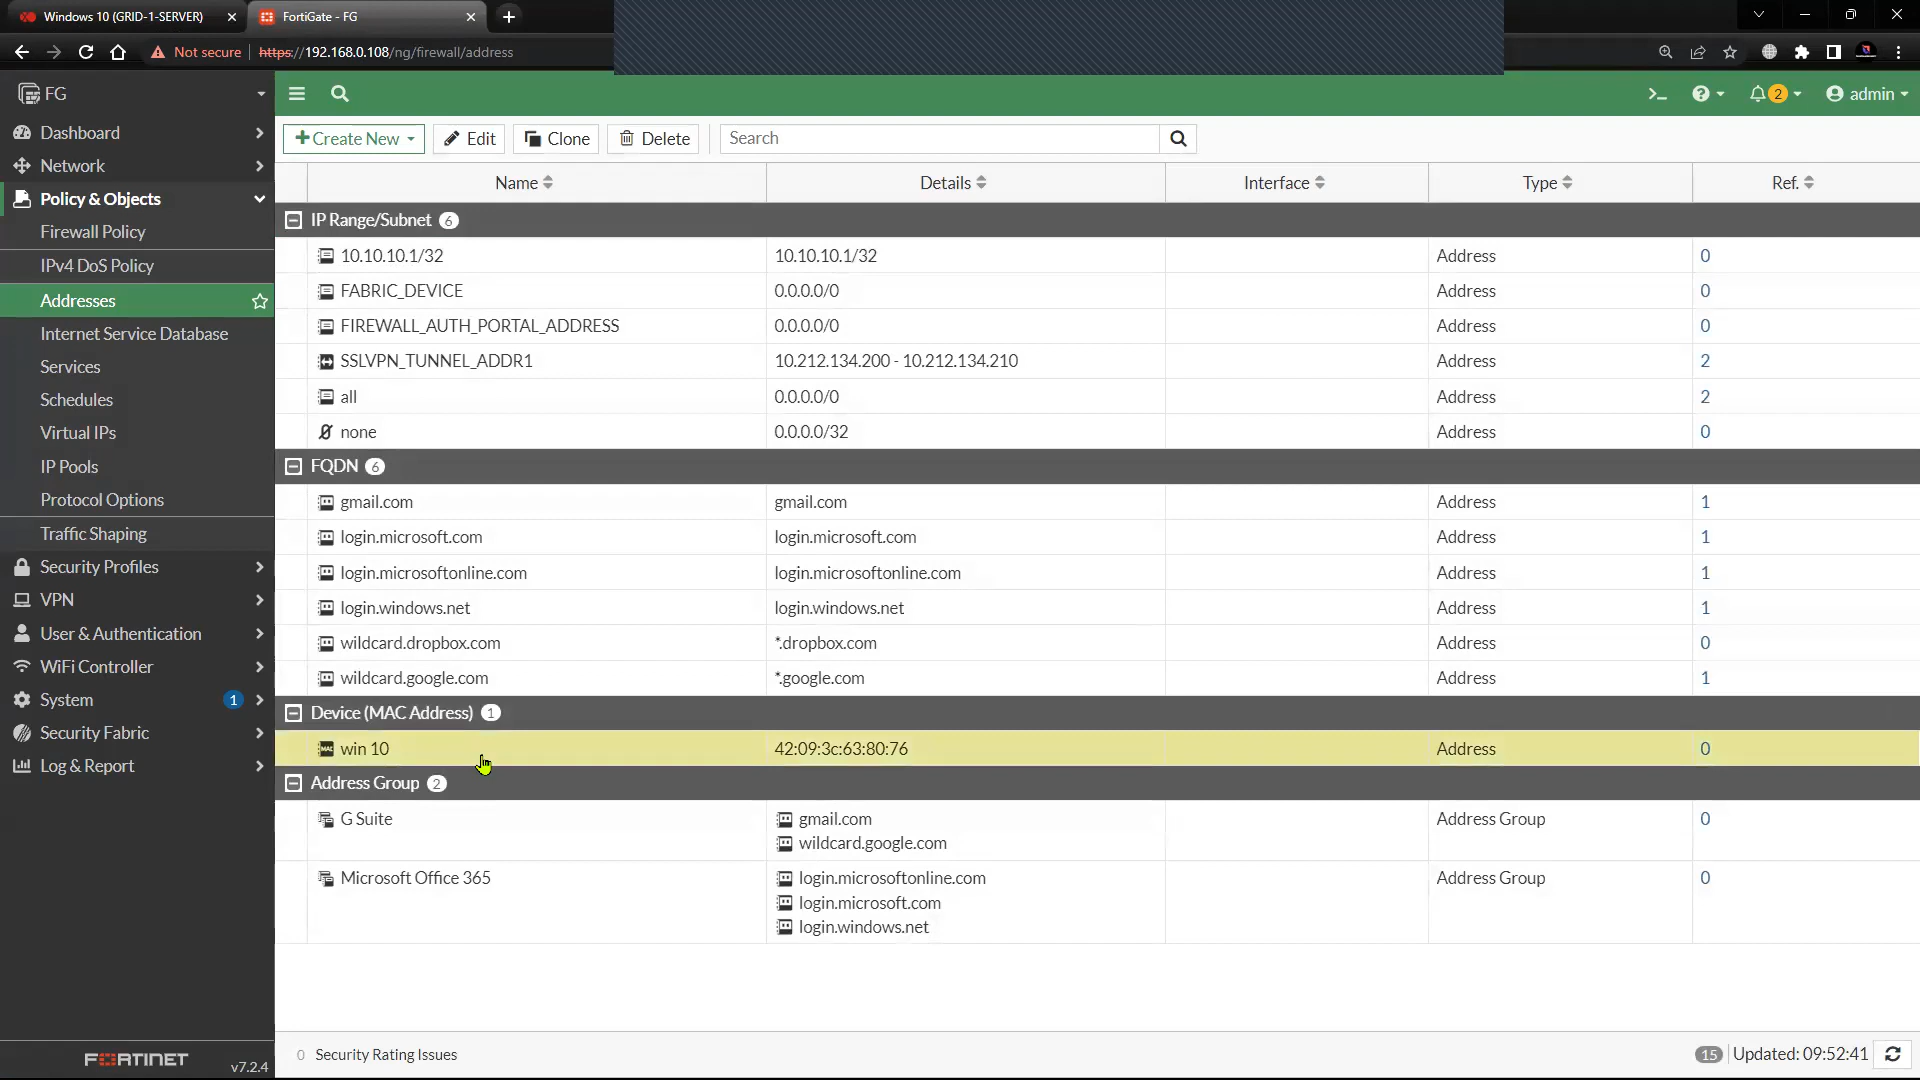 Windows 10 (GRID-1-SERVER)
FortiGate - FG
Not secure
https://192.168.0.108/ng/firewall/address
FG
2
admin
Dashboard
Network
Policy & Objects
Firewall Policy
IPv4 DoS Policy
Addresses
Internet Service Database
Services
Schedules
Virtual IPs
IP Pools
Protocol Options
Traffic Shaping
Security Profiles
VPN
User & Authentication
WiFi Controller
System 1
Security Fabric
Log & Report
FORTINET v7.2.4
Create New
Edit
Clone
Delete
Search
Name Details Interface Type Ref.
IP Range/Subnet 6
10.10.10.1/32 10.10.10.1/32 Address 0
FABRIC_DEVICE 0.0.0.0/0 Address 0
FIREWALL_AUTH_PORTAL_ADDRESS 0.0.0.0/0 Address 0
SSLVPN_TUNNEL_ADDR1 10.212.134.200 - 10.212.134.210 Address 2
all 0.0.0.0/0 Address 2
none 0.0.0.0/32 Address 0
FQDN 6
gmail.com gmail.com Address 1
login.microsoft.com login.microsoft.com Address 1
login.microsoftonline.com login.microsoftonline.com Address 1
login.windows.net login.windows.net Address 1
wildcard.dropbox.com *.dropbox.com Address 0
wildcard.google.com *.google.com Address 1
Device (MAC Address) 1
win 10 42:09:3c:63:80:76 Address 0
Address Group 2
G Suite gmail.com Address Group 0
wildcard.google.com
Microsoft Office 365 login.microsoftonline.com Address Group 0
login.microsoft.com
login.windows.net
0 Security Rating Issues
15 Updated: 09:52:41